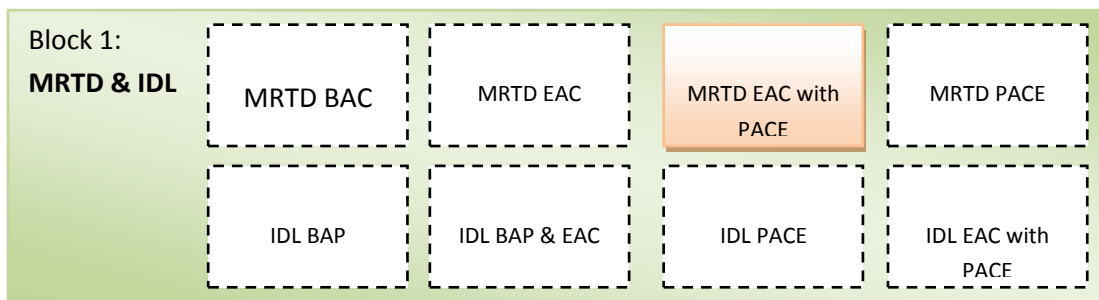 Block 1:
MRTD & IDL
MRTD BAC
MRTD EAC
MRTD EAC with
PACE
MRTD PACE
IDL BAP
IDL BAP & EAC
IDL PACE
IDL EAC with
PACE